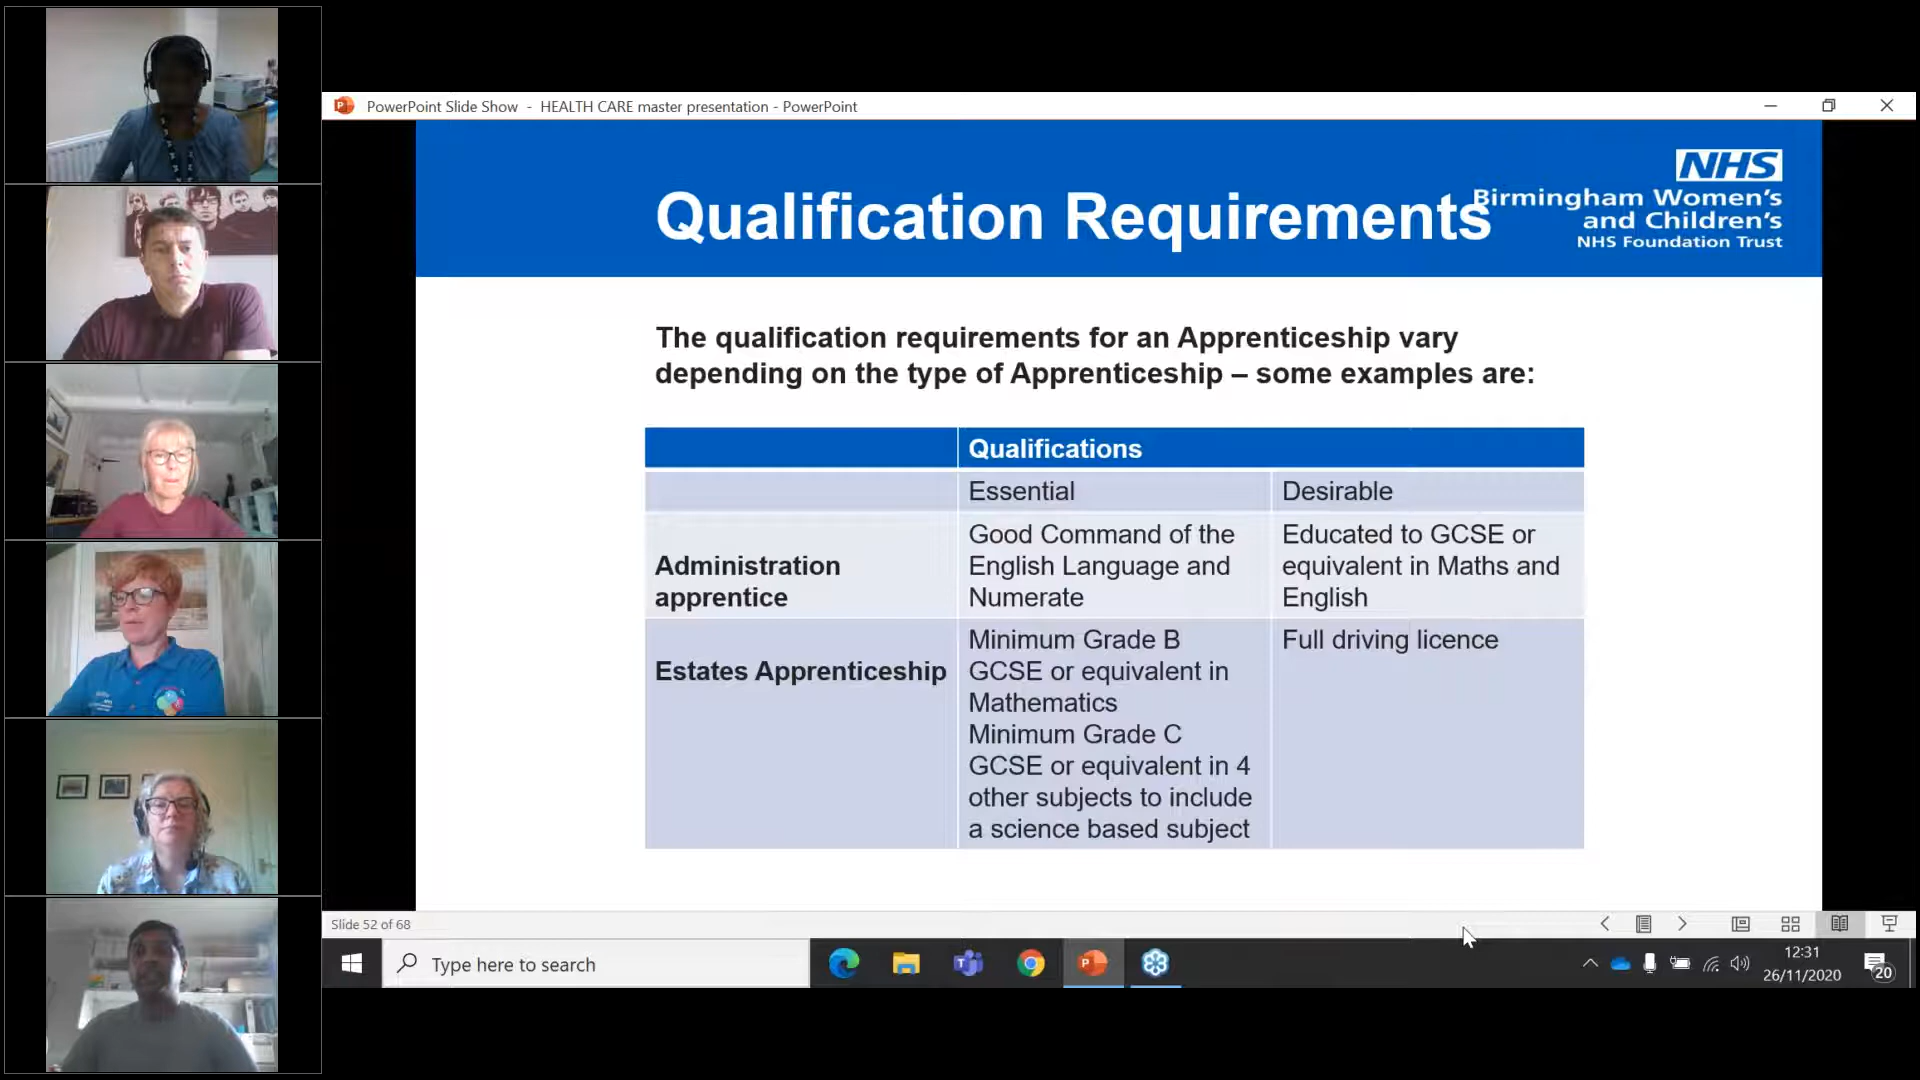 PowerPoint Slide Show - HEALTH CARE master presentation - PowerPoint
NHS
Birmingham Women's
and Children's
NHS Foundation Trust
Qualification Requirements
The qualification requirements for an Apprenticeship vary
depending on the type of Apprenticeship – some examples are:
Qualifications
Essential
Desirable
Administration
apprentice
Good Command of the
English Language and
Numerate
Educated to GCSE or
equivalent in Maths and
English
Estates Apprenticeship
Minimum Grade B
GCSE or equivalent in
Mathematics
Minimum Grade C
GCSE or equivalent in 4
other subjects to include
a science based subject
Full driving licence
Slide 52 of 68
Type here to search
12:31
26/11/2020
20